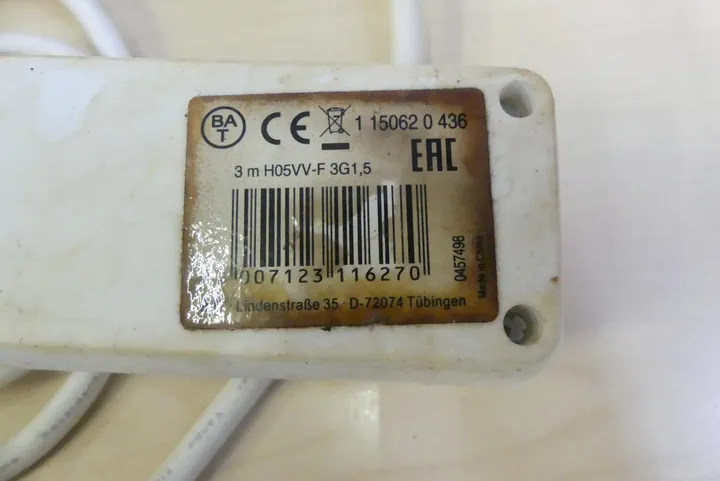 BA
T
CE
1 15062 0 436
EAC
3 m H05VV-F 3G1,5
007123 116270
0457498
Made in China
Lindenstraße 35 · D-72074 Tübingen